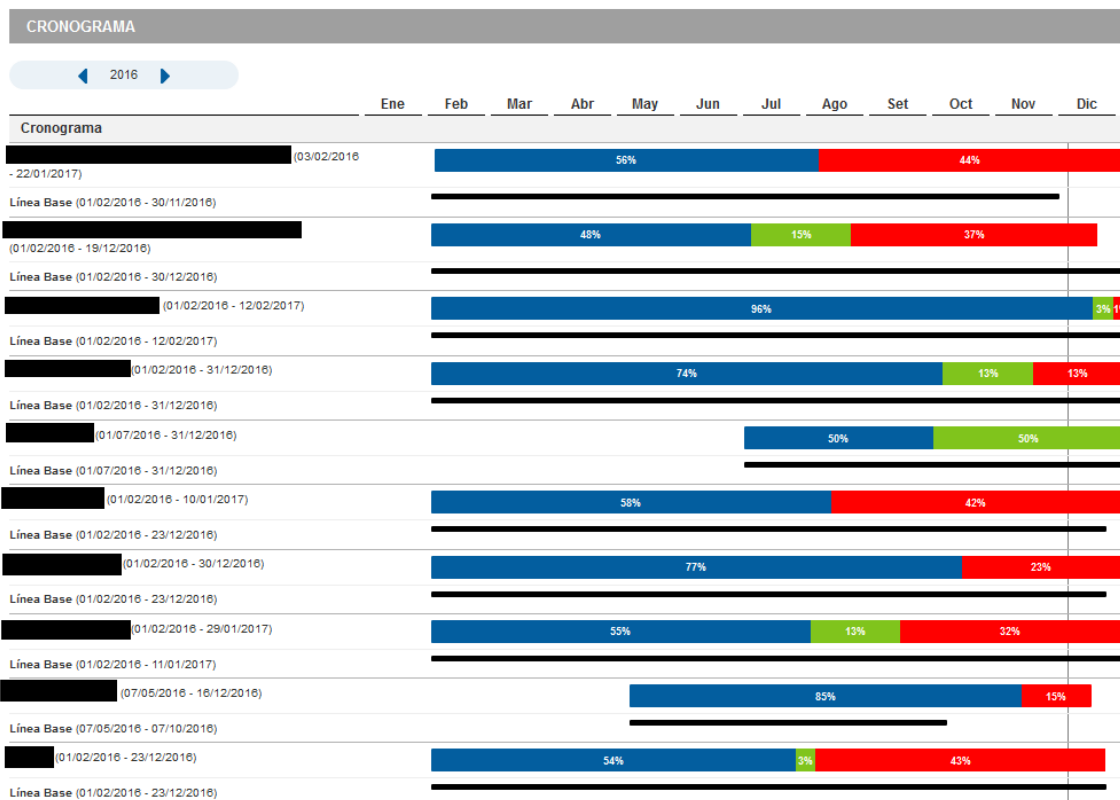 CRONOGRAMA
2016
Ene Feb Mar Abr May Jun Jul Ago Set Oct Nov Dic
Cronograma
(03/02/2016
- 22/01/2017)
56% 44%
Línea Base (01/02/2016 - 30/11/2016)
(01/02/2016 - 19/12/2016)
48% 15% 37%
Línea Base (01/02/2016 - 30/12/2016)
(01/02/2016 - 12/02/2017)
96% 3%
Línea Base (01/02/2016 - 12/02/2017)
(01/02/2016 - 31/12/2016)
74% 13% 13%
Línea Base (01/02/2016 - 31/12/2016)
(01/07/2016 - 31/12/2016)
50% 50%
Línea Base (01/07/2016 - 31/12/2016)
(01/02/2016 - 10/01/2017)
58% 42%
Línea Base (01/02/2016 - 23/12/2016)
(01/02/2016 - 30/12/2016)
77% 23%
Línea Base (01/02/2016 - 23/12/2016)
(01/02/2016 - 29/01/2017)
55% 13% 32%
Línea Base (01/02/2016 - 11/01/2017)
(07/05/2016 - 16/12/2016)
85% 15%
Línea Base (07/05/2016 - 07/10/2016)
(01/02/2016 - 23/12/2016)
54% 3% 43%
Línea Base (01/02/2016 - 23/12/2016)